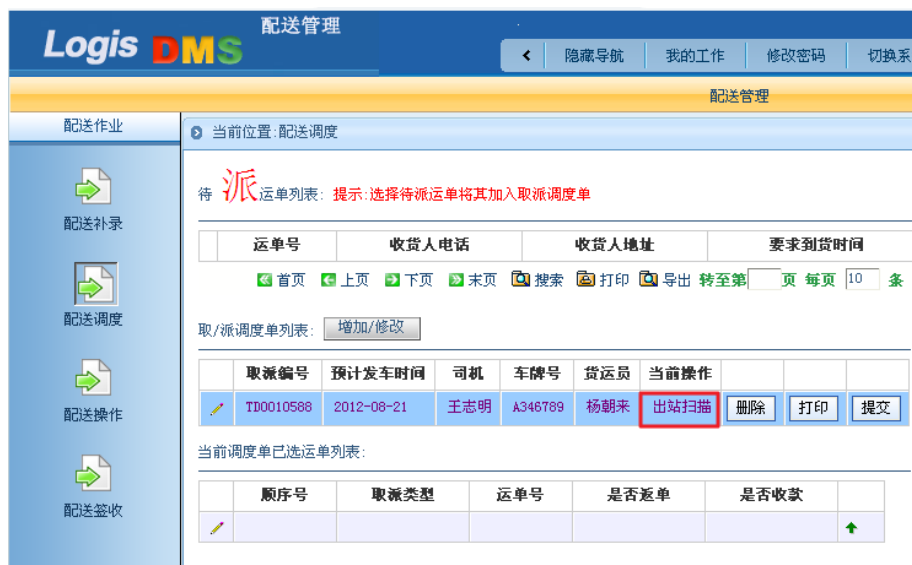 Logis DMS 配送管理
隐藏导航 我的工作 修改密码 切换系
配送管理
配送作业
当前位置:配送调度
待派运单列表: 提示:选择待派运单将其加入取派调度单
配送补录
运单号 收货人电话 收货人地址 要求到货时间
首页 上页 下页 末页 搜索 打印 导出 转至第 页 每页 10 条
配送调度
取/派调度单列表: 增加/修改
取派编号 预计发车时间 司机 车牌号 货运员 当前操作
TD0010588 2012-08-21 王志明 A346789 杨朝来 出站扫描 删除 打印 提交
配送操作
当前调度单已选运单列表:
顺序号 取派类型 运单号 是否返单 是否收款
配送签收